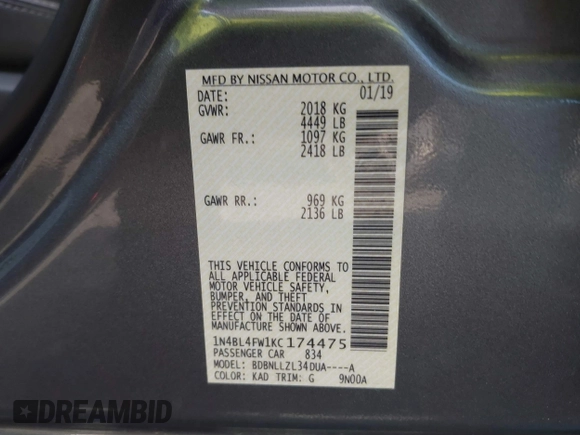 MFD BY NISSAN MOTOR CO., LTD.
DATE: 01/19
GVWR: 2018 KG
4449 LB
GAWR FR.: 1097 KG
2418 LB
GAWR RR.: 969 KG
2136 LB
THIS VEHICLE CONFORMS TO
ALL APPLICABLE FEDERAL
MOTOR VEHICLE SAFETY,
BUMPER, AND THEFT
PREVENTION STANDARDS IN
EFFECT ON THE DATE OF
MANUFACTURE SHOWN ABOVE.
1N4BL4FW1KC174475
PASSENGER CAR 834
MODEL: BDBNLLZL34DUA----A
COLOR: KAD TRIM: G 9N00A
DREAMBID